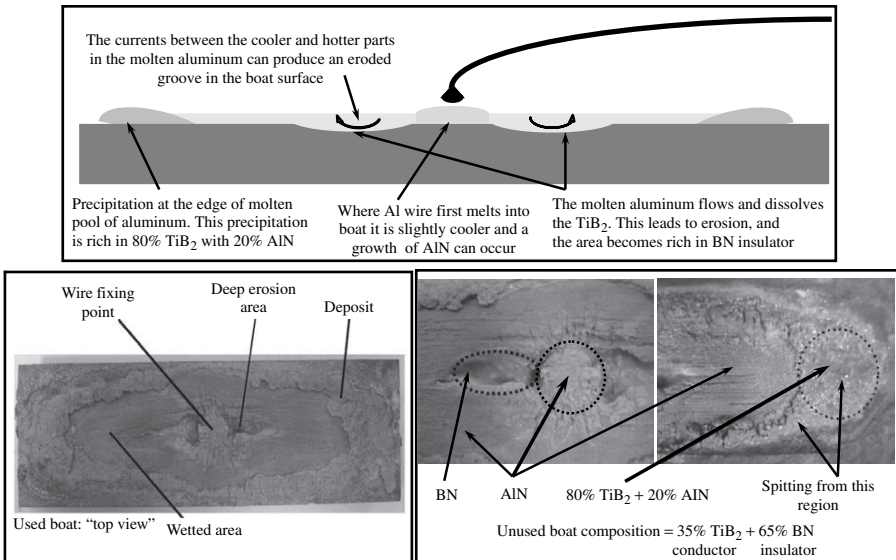 The currents between the cooler and hotter parts
in the molten aluminum can produce an eroded
groove in the boat surface
Precipitation at the edge of molten
pool of aluminum. This precipitation
is rich in 80% TiB₂ with 20% AlN
Where Al wire first melts into
boat it is slightly cooler and a
growth of AlN can occur
The molten aluminum flows and dissolves
the TiB₂. This leads to erosion, and
the area becomes rich in BN insulator
Wire fixing
point
Deep erosion
area
Deposit
Used boat: “top view”
Wetted area
BN
AlN
80% TiB₂ + 20% AlN
Spitting from this
region
Unused boat composition = 35% TiB₂ + 65% BN
conductor insulator